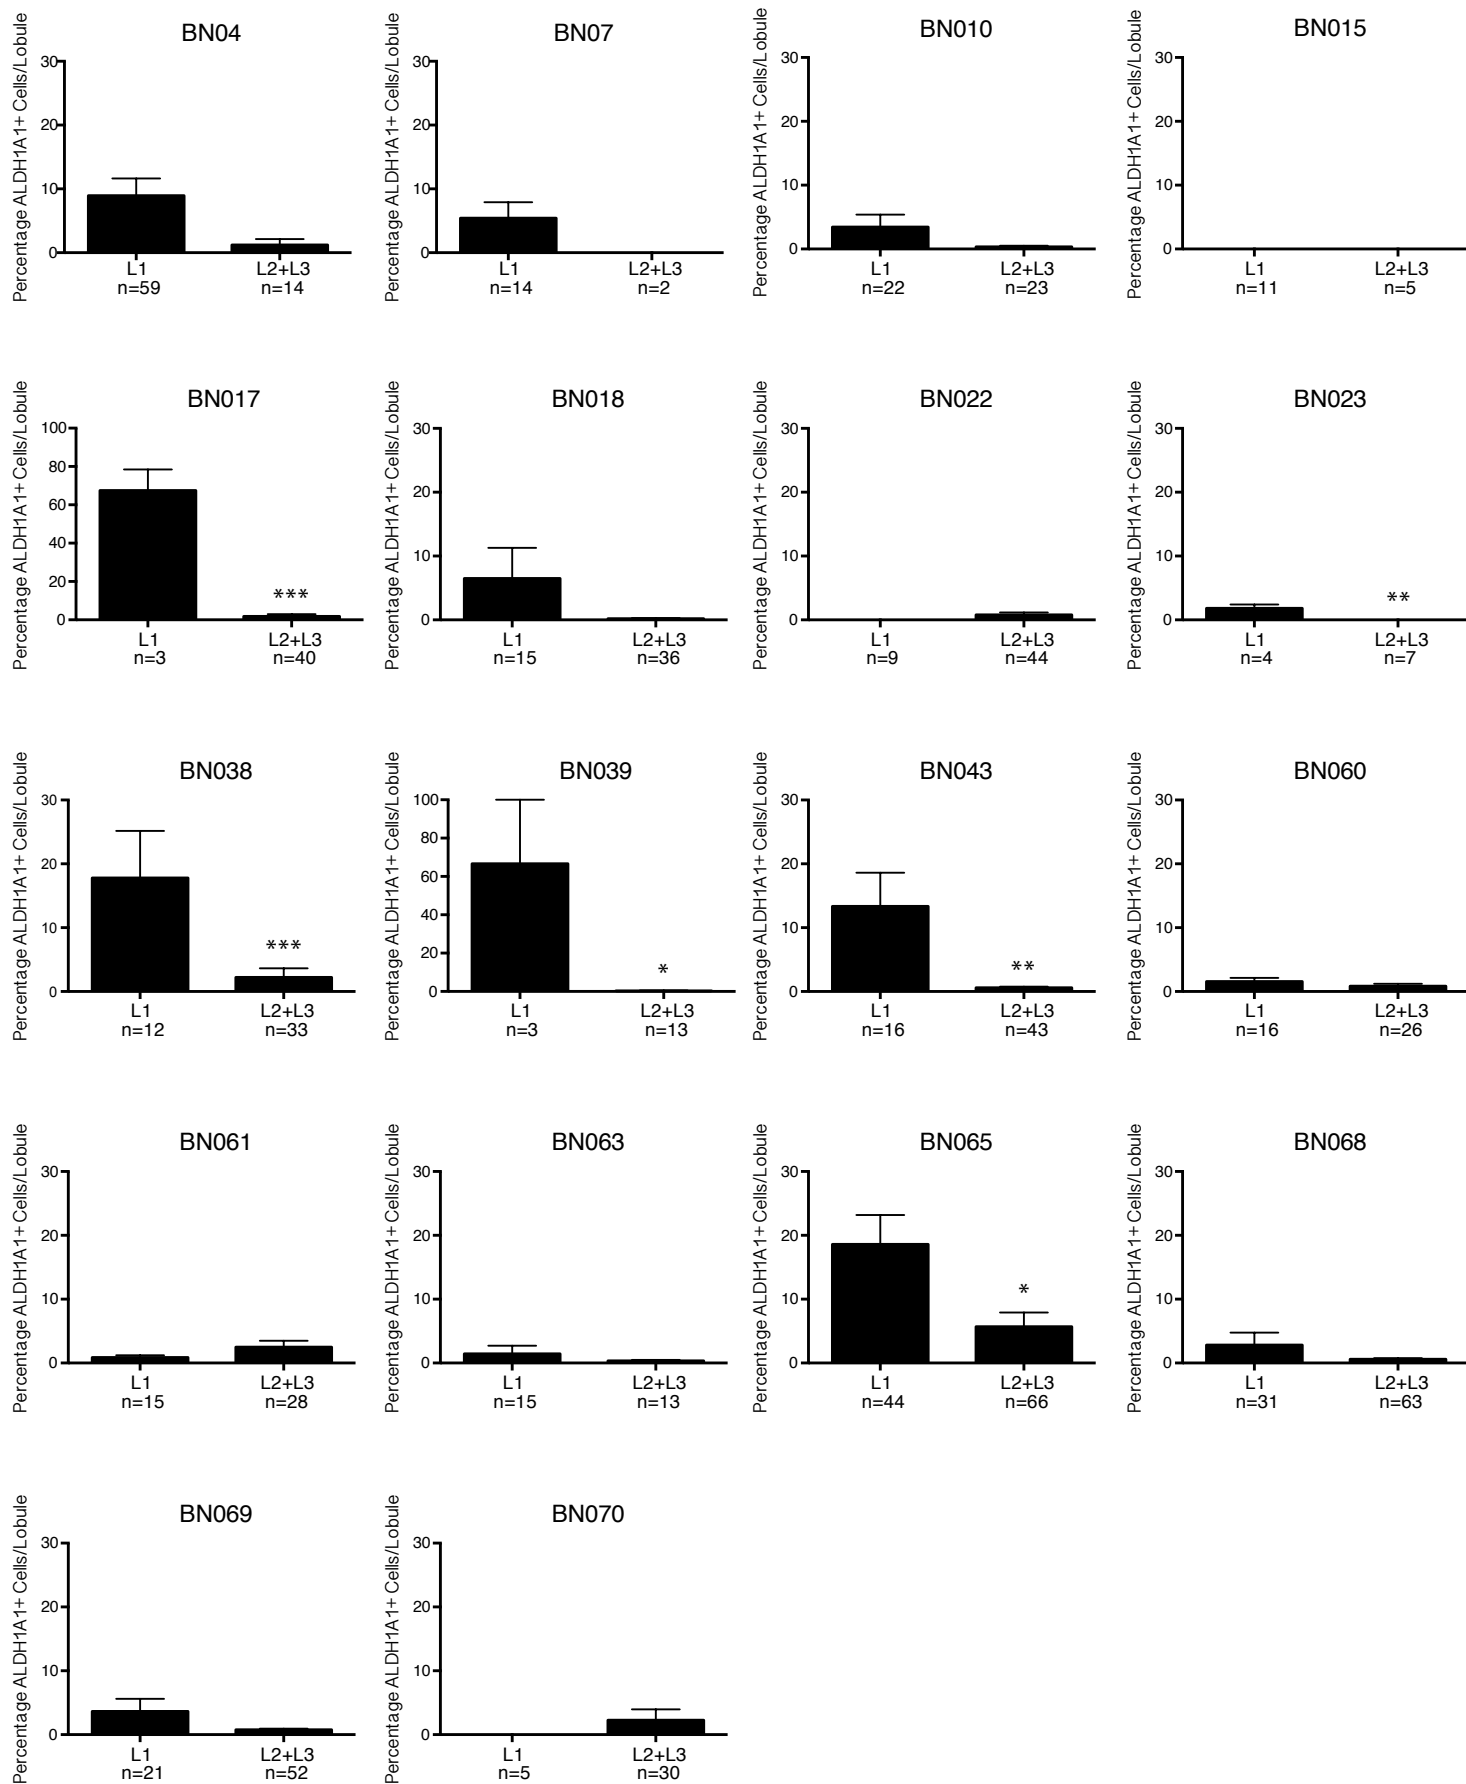 BN04
Percentage ALDH1A1+ Cells/Lobule
30
20
10
0
L1 L2+L3
n=59 n=14
BN07
Percentage ALDH1A1+ Cells/Lobule
30
20
10
0
L1 L2+L3
n=14 n=2
BN010
Percentage ALDH1A1+ Cells/Lobule
30
20
10
0
L1 L2+L3
n=22 n=23
BN015
Percentage ALDH1A1+ Cells/Lobule
30
20
10
0
L1 L2+L3
n=11 n=5
BN017
Percentage ALDH1A1+ Cells/Lobule
100
80
60
40
20
0
***
L1 L2+L3
n=3 n=40
BN018
Percentage ALDH1A1+ Cells/Lobule
30
20
10
0
L1 L2+L3
n=15 n=36
BN022
Percentage ALDH1A1+ Cells/Lobule
30
20
10
0
L1 L2+L3
n=9 n=44
BN023
Percentage ALDH1A1+ Cells/Lobule
30
20
10
0
**
L1 L2+L3
n=4 n=7
BN038
Percentage ALDH1A1+ Cells/Lobule
30
20
10
0
***
L1 L2+L3
n=12 n=33
BN039
Percentage ALDH1A1+ Cells/Lobule
100
80
60
40
20
0
*
L1 L2+L3
n=3 n=13
BN043
Percentage ALDH1A1+ Cells/Lobule
30
20
10
0
**
L1 L2+L3
n=16 n=43
BN060
Percentage ALDH1A1+ Cells/Lobule
30
20
10
0
L1 L2+L3
n=16 n=26
BN061
Percentage ALDH1A1+ Cells/Lobule
30
20
10
0
L1 L2+L3
n=15 n=28
BN063
Percentage ALDH1A1+ Cells/Lobule
30
20
10
0
L1 L2+L3
n=15 n=13
BN065
Percentage ALDH1A1+ Cells/Lobule
30
20
10
0
*
L1 L2+L3
n=44 n=66
BN068
Percentage ALDH1A1+ Cells/Lobule
30
20
10
0
L1 L2+L3
n=31 n=63
BN069
Percentage ALDH1A1+ Cells/Lobule
30
20
10
0
L1 L2+L3
n=21 n=52
BN070
Percentage ALDH1A1+ Cells/Lobule
30
20
10
0
L1 L2+L3
n=5 n=30